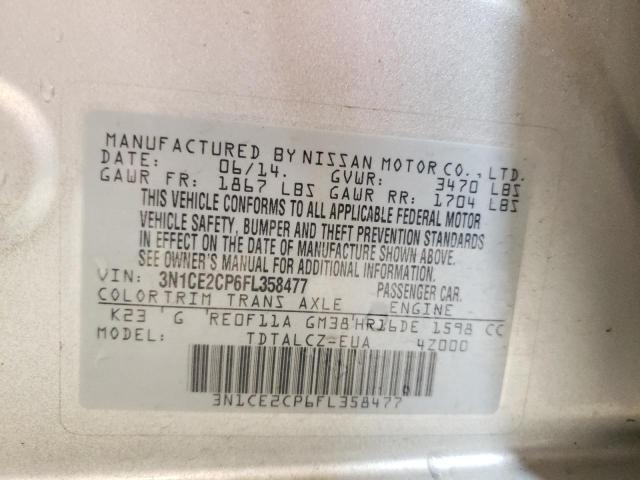 MANUFACTURED BY NISSAN MOTOR CO., LTD.
DATE: 06/14. GVWR: 3470 LBS
GAWR FR: 1867 LBS GAWR RR: 1704 LBS
THIS VEHICLE CONFORMS TO ALL APPLICABLE FEDERAL MOTOR
VEHICLE SAFETY, BUMPER AND THEFT PREVENTION STANDARDS
IN EFFECT ON THE DATE OF MANUFACTURE SHOWN ABOVE.
SEE OWNER'S MANUAL FOR ADDITIONAL INFORMATION.
VIN: 3N1CE2CP6FL358477 PASSENGER CAR.
COLOR TRIM TRANS AXLE ENGINE
K23 G RE0F11A GM38 HR16DE 1598 CC
MODEL: TDTALCZ-EUA 4Z000
3N1CE2CP6FL358477